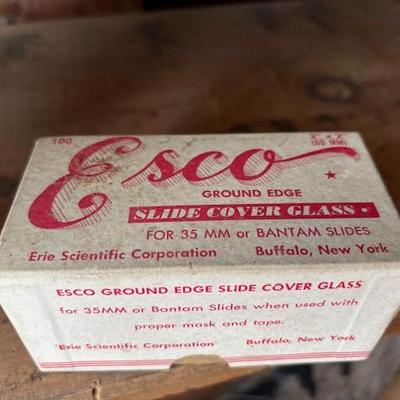 100
2" x 2"
(50 MM)
Esco
GROUND EDGE
SLIDE COVER GLASS
FOR 35 MM or BANTAM SLIDES
Erie Scientific Corporation Buffalo, New York
ESCO GROUND EDGE SLIDE COVER GLASS
for 35MM or Bantam Slides when used with
proper mask and tape.
Erie Scientific Corporation Buffalo, New York